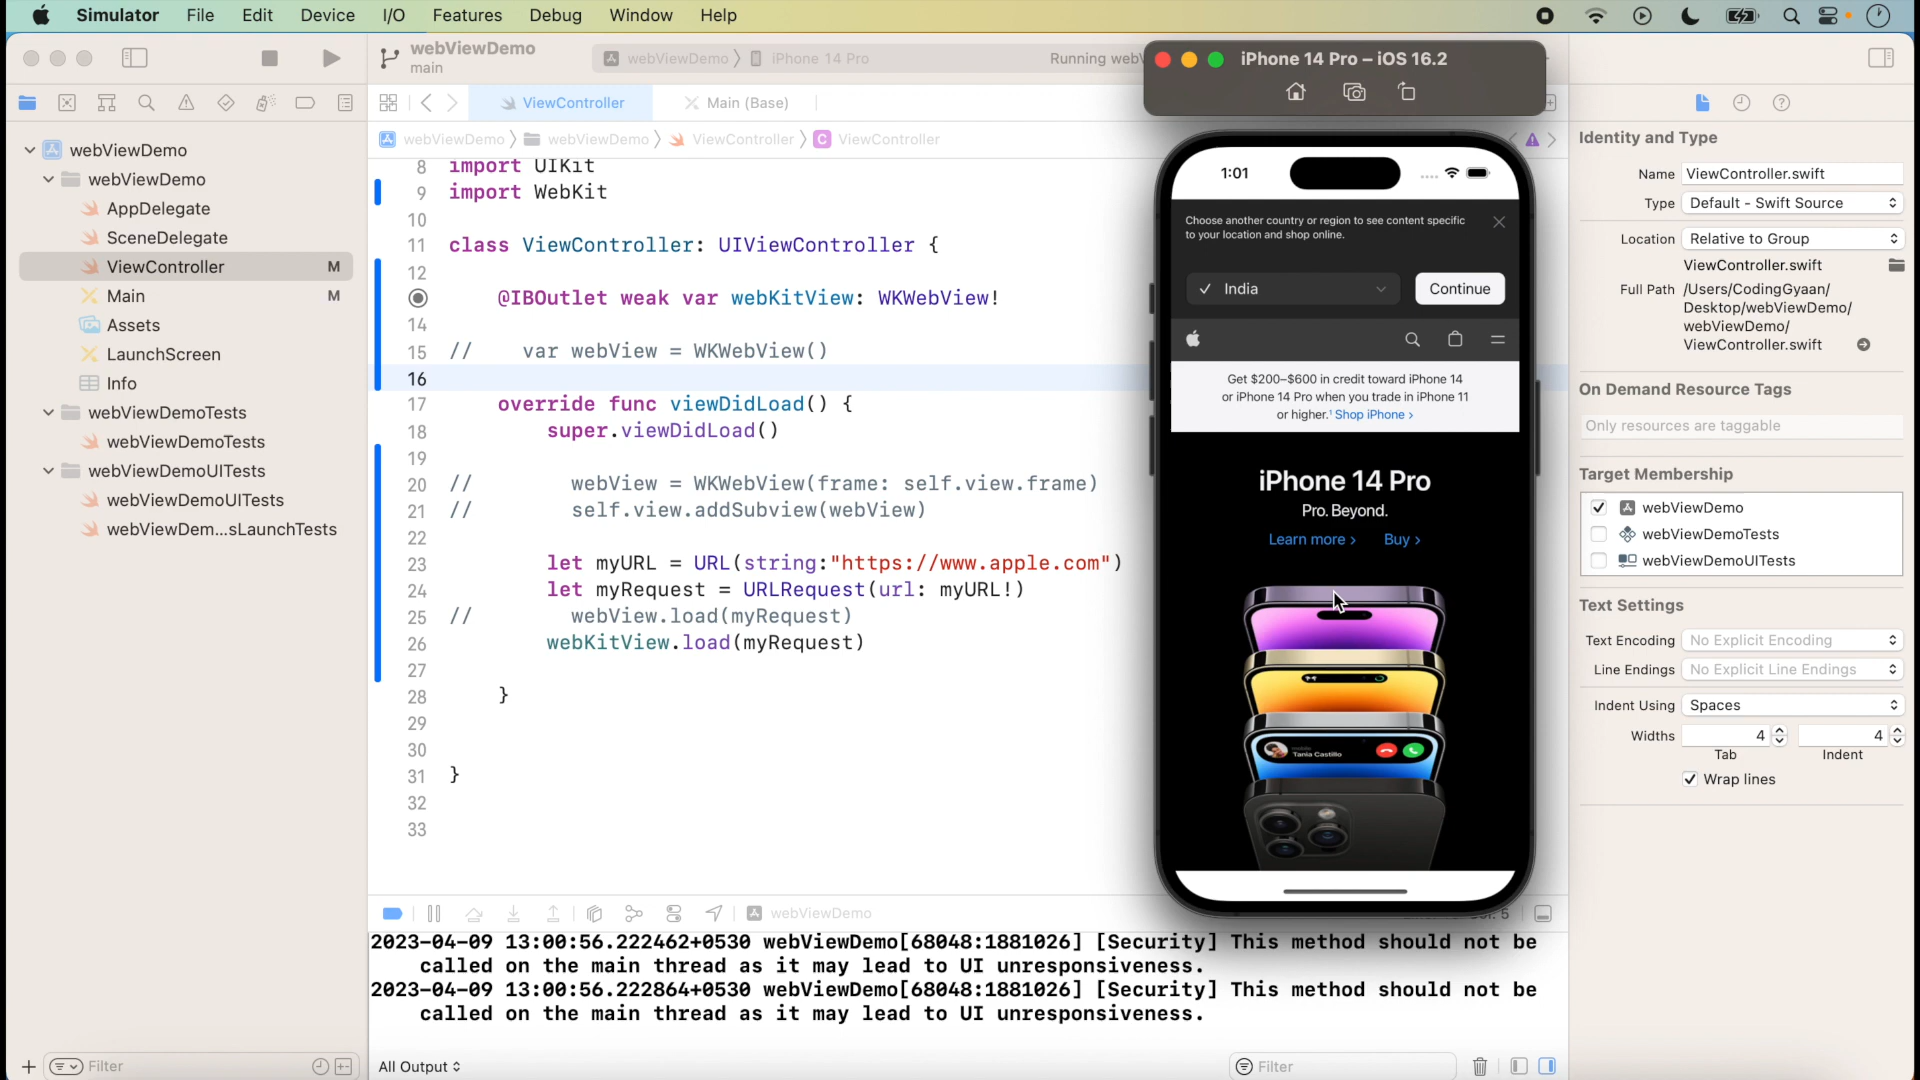 Simulator File Edit Device I/O Features Debug Window Help
webViewDemo
main
webViewDemo iPhone 14 Pro
Running web
iPhone 14 Pro – iOS 16.2
ViewController
Main (Base)
webViewDemo webViewDemo ViewController C ViewController
webViewDemo
webViewDemo
AppDelegate
SceneDelegate
ViewController M
Main M
Assets
LaunchScreen
Info
webViewDemoTests
webViewDemoTests
webViewDemoUITests
webViewDemoUITests
webViewDem...sLaunchTests
Filter
8 import UIKit
9 import WebKit
10
11 class ViewController: UIViewController {
12
@IBOutlet weak var webKitView: WKWebView!
14
15 // var webView = WKWebView()
16
17 override func viewDidLoad() {
18 super.viewDidLoad()
19
20 // webView = WKWebView(frame: self.view.frame)
21 // self.view.addSubview(webView)
22
23 let myURL = URL(string:"https://www.apple.com")
24 let myRequest = URLRequest(url: myURL!)
25 // webView.load(myRequest)
26 webKitView.load(myRequest)
27
28 }
29
30
31 }
32
33
1:01
Choose another country or region to see content specific
to your location and shop online.
✓ India
Continue
Get $200–$600 in credit toward iPhone 14
or iPhone 14 Pro when you trade in iPhone 11
or higher.¹ Shop iPhone >
iPhone 14 Pro
Pro. Beyond.
Learn more > Buy >
Tania Castillo
webViewDemo
2023-04-09 13:00:56.222462+0530 webViewDemo[68048:1881026] [Security] This method should not be
called on the main thread as it may lead to UI unresponsiveness.
2023-04-09 13:00:56.222864+0530 webViewDemo[68048:1881026] [Security] This method should not be
called on the main thread as it may lead to UI unresponsiveness.
All Output
Filter
Identity and Type
Name ViewController.swift
Type Default - Swift Source
Location Relative to Group
ViewController.swift
Full Path /Users/CodingGyaan/
Desktop/webViewDemo/
webViewDemo/
ViewController.swift
On Demand Resource Tags
Only resources are taggable
Target Membership
webViewDemo
webViewDemoTests
webViewDemoUITests
Text Settings
Text Encoding No Explicit Encoding
Line Endings No Explicit Line Endings
Indent Using Spaces
Widths 4 4
Tab Indent
Wrap lines